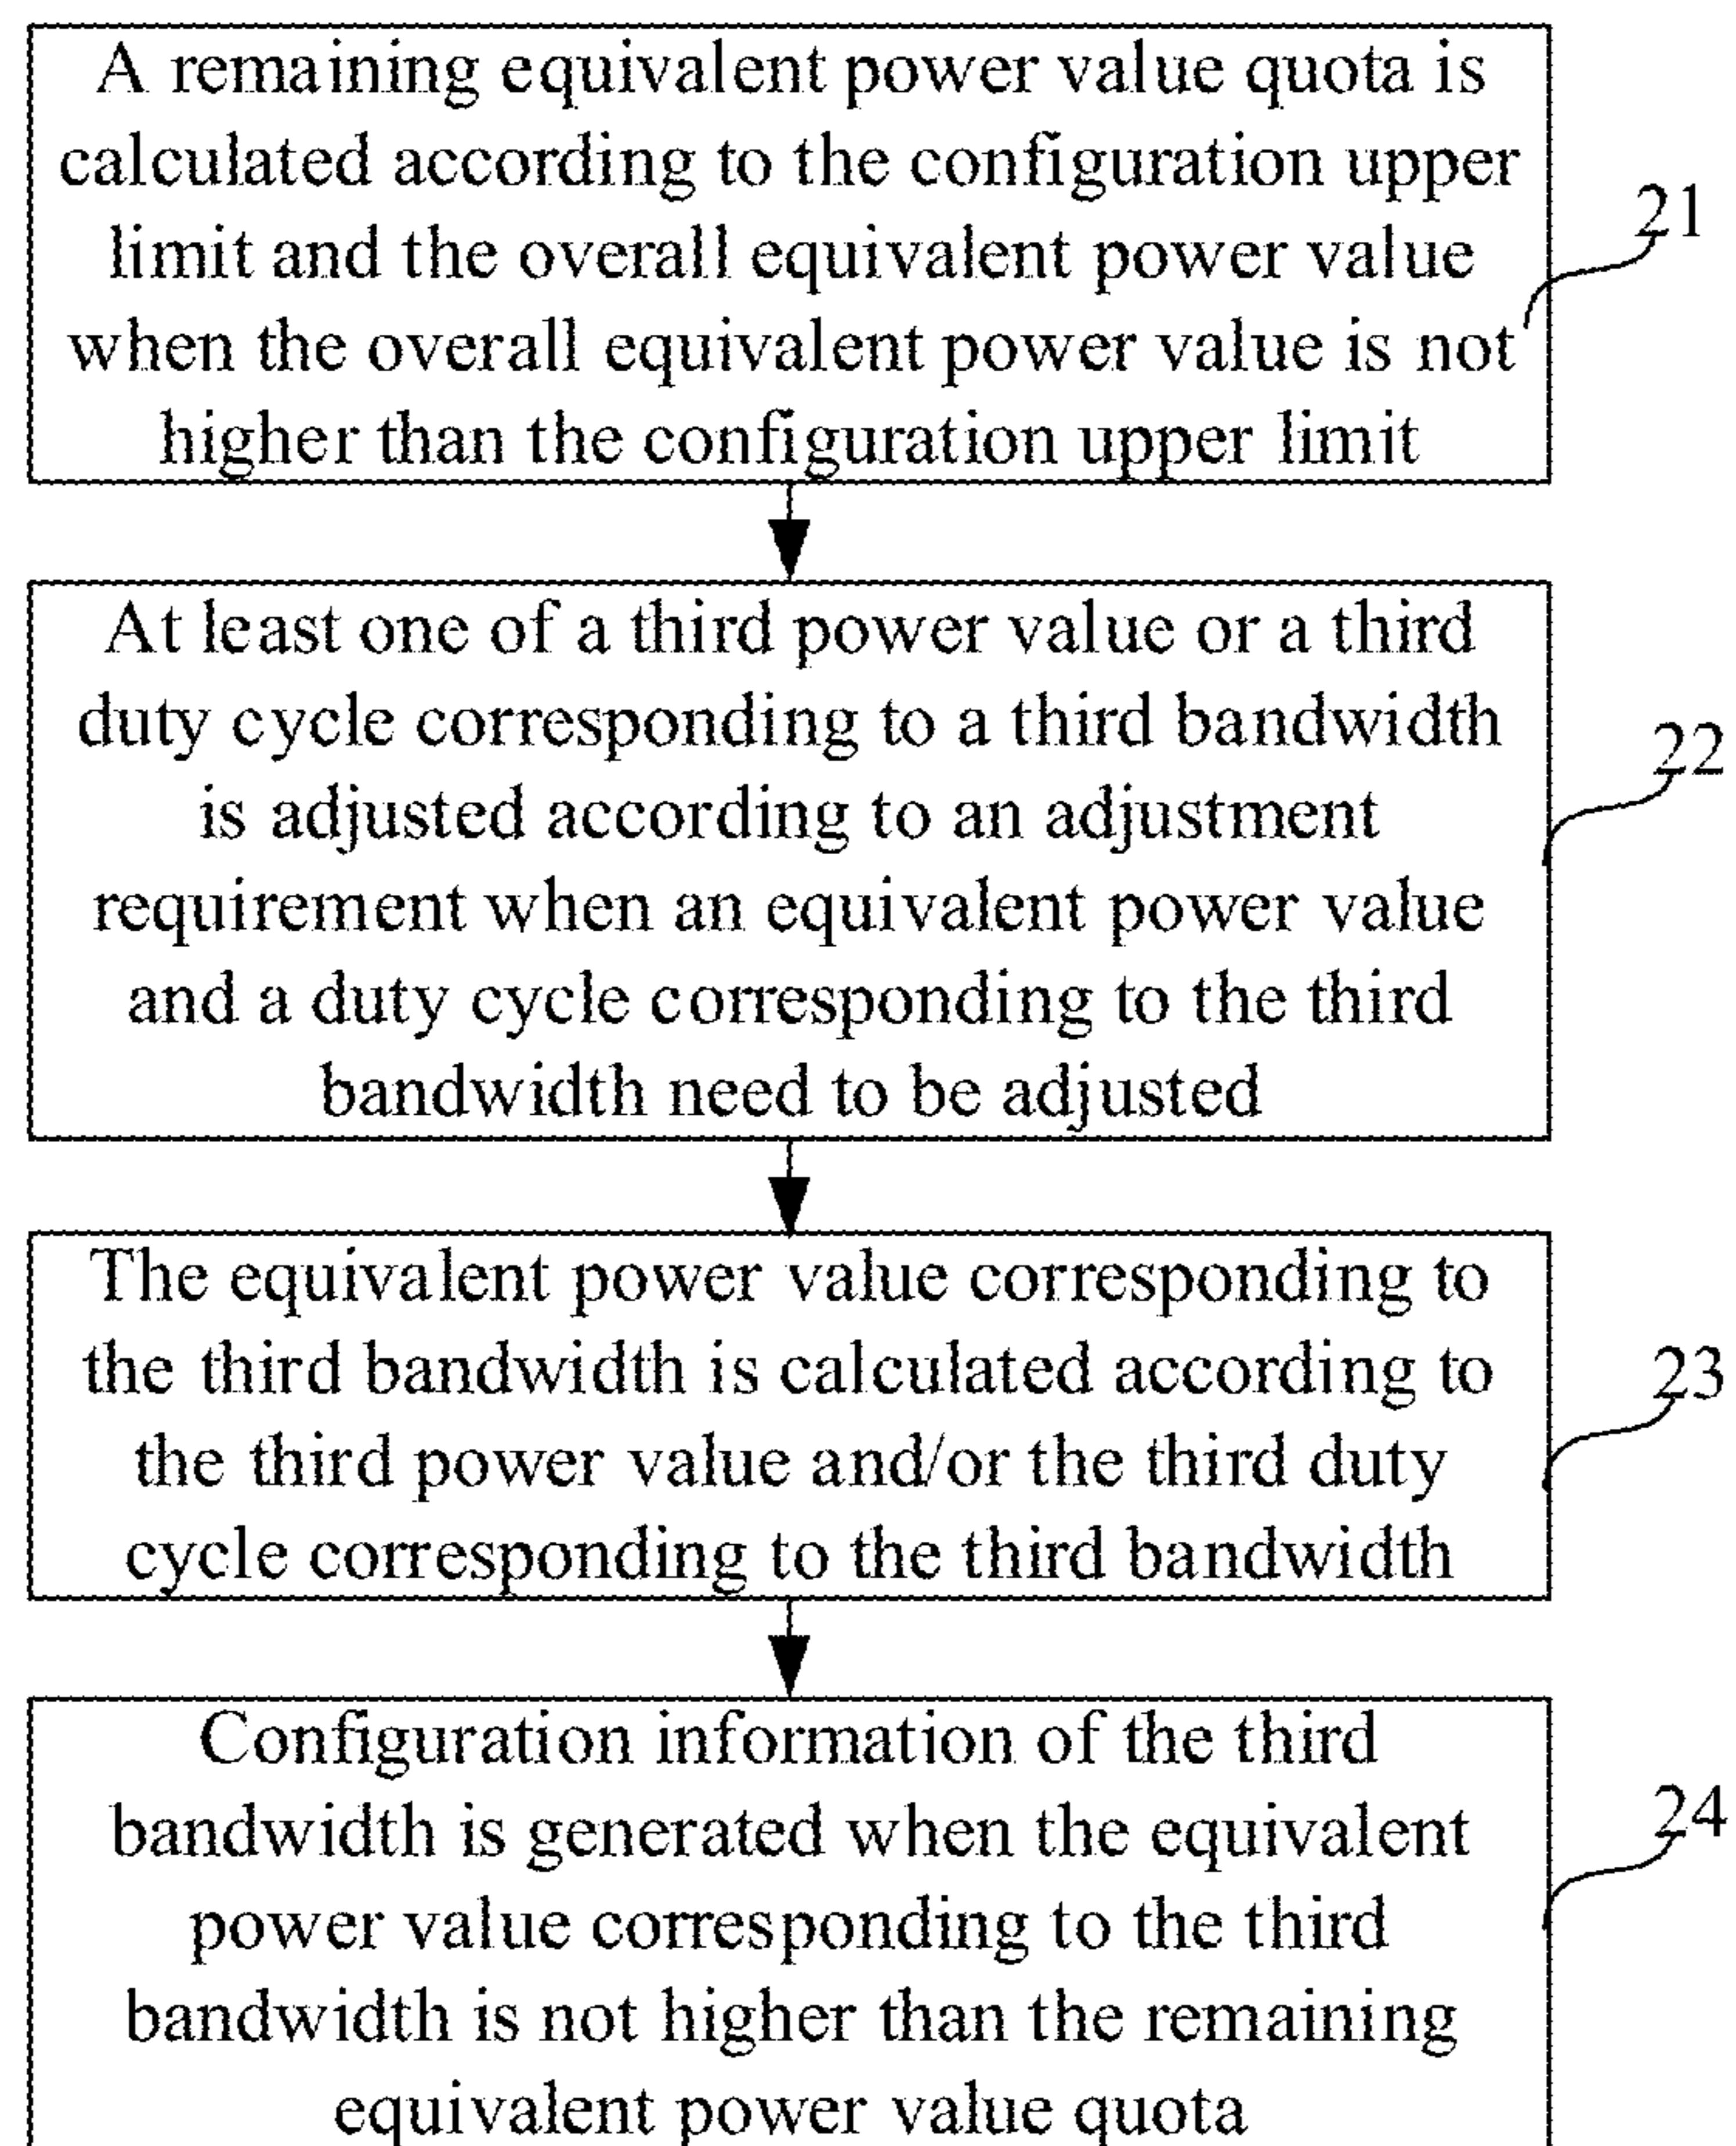 A remaining equivalent power value quota is
calculated according to the configuration upper
limit and the overall equivalent power value
when the overall equivalent power value is not
higher than the configuration upper limit
21
At least one of a third power value or a third
duty cycle corresponding to a third bandwidth
is adjusted according to an adjustment
requirement when an equivalent power value
and a duty cycle corresponding to the third
bandwidth need to be adjusted
22
The equivalent power value corresponding to
the third bandwidth is calculated according to
the third power value and/or the third duty
cycle corresponding to the third bandwidth
23
Configuration information of the third
bandwidth is generated when the equivalent
power value corresponding to the third
bandwidth is not higher than the remaining
equivalent power value quota
24